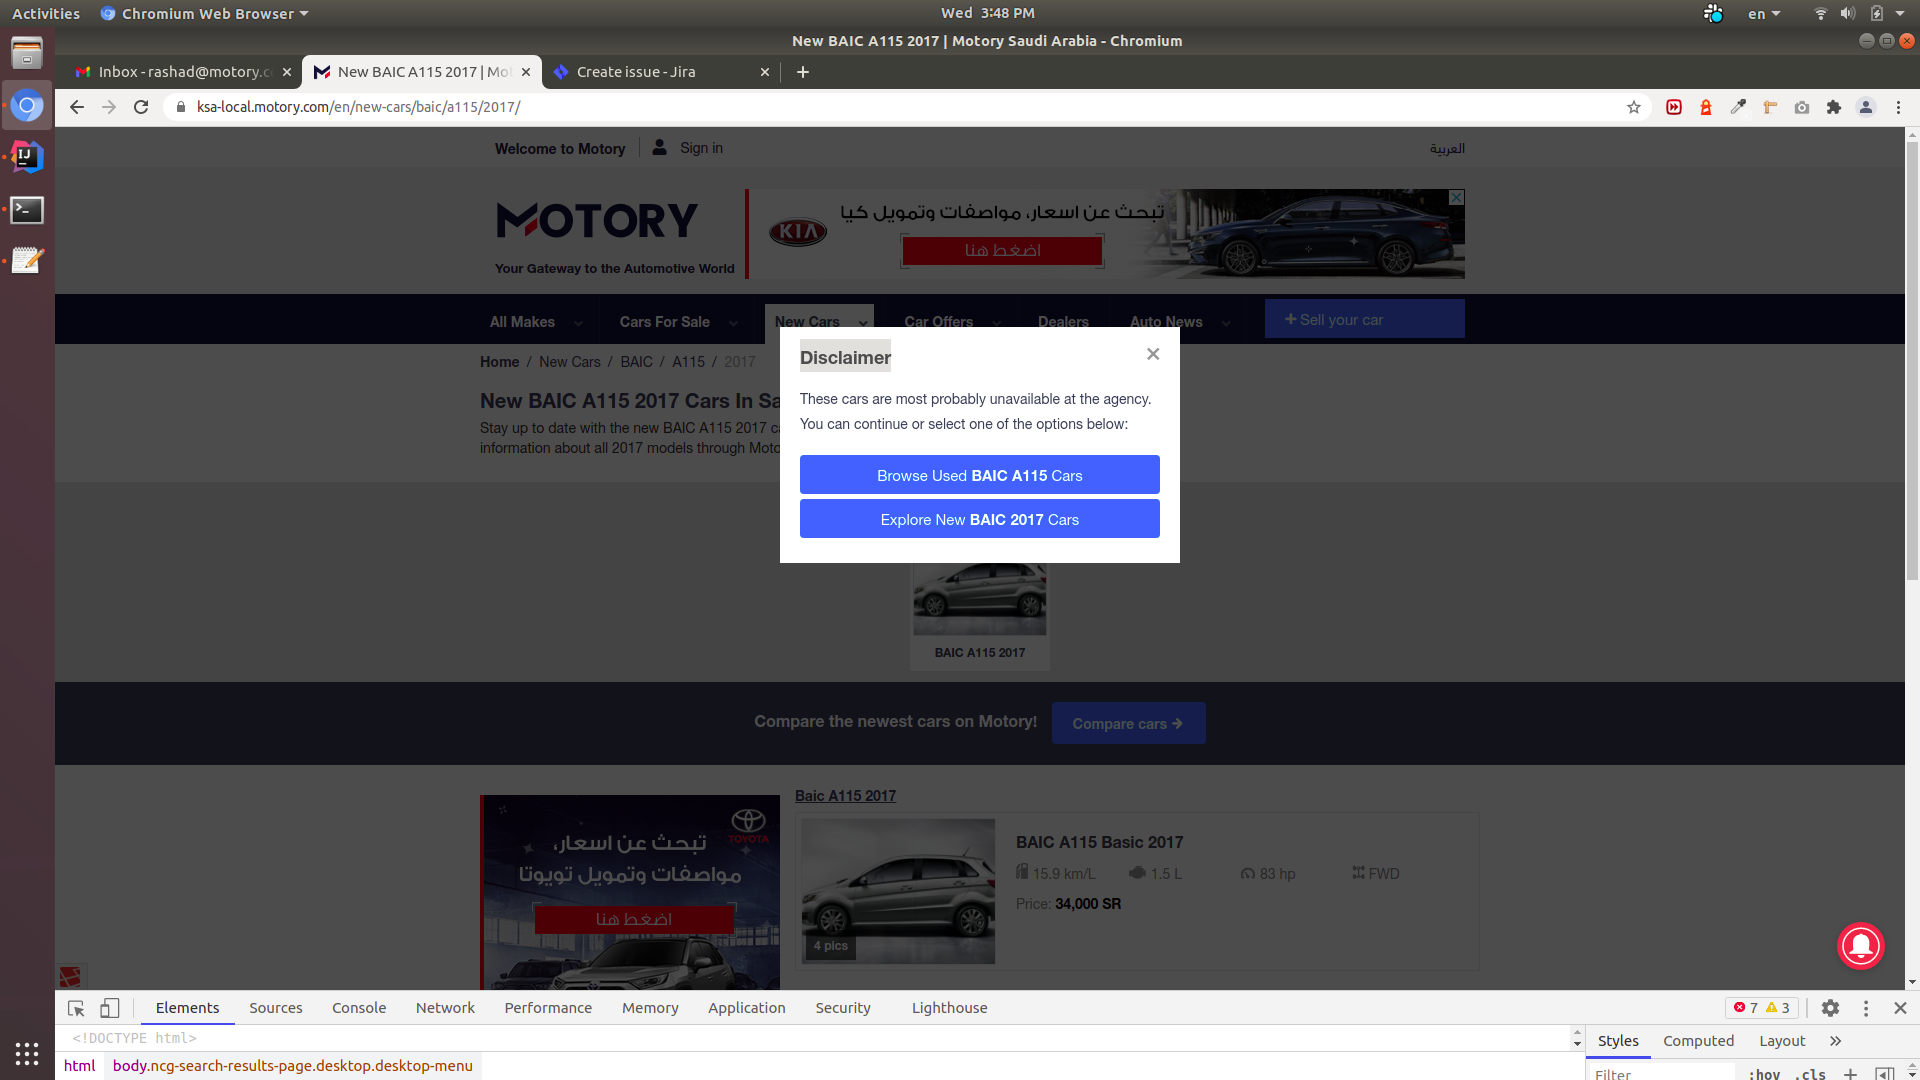 Activities
Chromium Web Browser
Wed 3:48 PM
en
New BAIC A115 2017 | Motory Saudi Arabia - Chromium
Inbox - rashad@motory.c
New BAIC A115 2017 | Mo
Create issue - Jira
ksa-local.motory.com/en/new-cars/baic/a115/2017/
Welcome to Motory
Sign in
العربية
MOTORY
Your Gateway to the Automotive World
KIA
تبحث عن اسعار، مواصفات وتمويل كيا
اضغط هنا
All Makes
Cars For Sale
New Cars
Car Offers
Dealers
Auto News
+ Sell your car
Home / New Cars / BAIC / A115 / 2017
New BAIC A115 2017 Cars In Sa
Stay up to date with the new BAIC A115 2017 c
information about all 2017 models through Moto
Disclaimer
These cars are most probably unavailable at the agency.
You can continue or select one of the options below:
Browse Used BAIC A115 Cars
Explore New BAIC 2017 Cars
BAIC A115 2017
Compare the newest cars on Motory!
Compare cars
TOYOTA
تبحث عن اسعار،
مواصفات وتمويل تويوتا
اضغط هنا
Baic A115 2017
4 pics
BAIC A115 Basic 2017
15.9 km/L
1.5 L
83 hp
FWD
Price: 34,000 SR
Elements
Sources
Console
Network
Performance
Memory
Application
Security
Lighthouse
7
3
<!DOCTYPE html>
html
body.ncg-search-results-page.desktop.desktop-menu
Styles
Computed
Layout
Filter
:hov
.cls